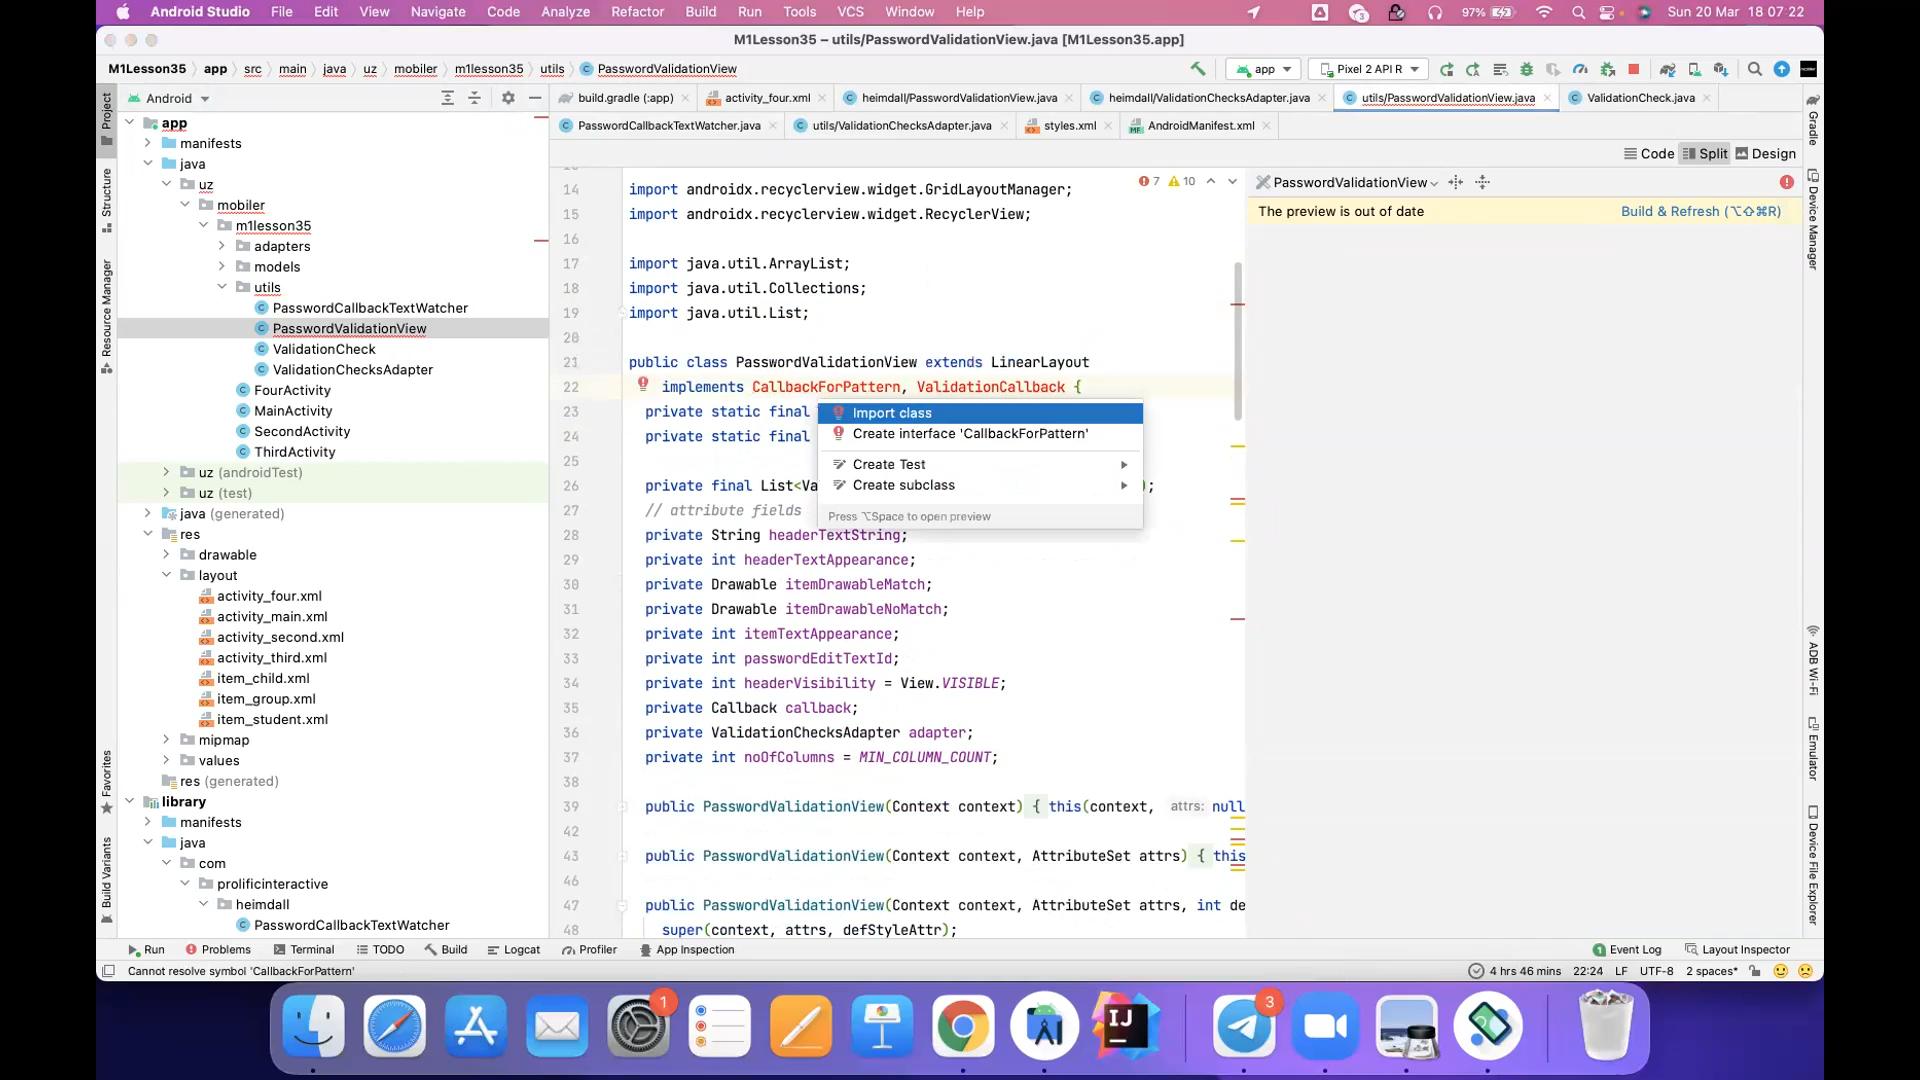 Android Studio File Edit View Navigate Code Analyze Refactor Build Run Tools VCS Window Help 3 97% Sun 20 Mar 18 07:22
M1Lesson35 – utils/PasswordValidationView.java [M1Lesson35.app]
M1Lesson35 app src main java uz mobiler m1lesson35 utils PasswordValidationView app Pixel 2 API R
Android build.gradle (:app) activity_four.xml heimdall/PasswordValidationView.java heimdall/ValidationChecksAdapter.java utils/PasswordValidationView.java ValidationCheck.java
PasswordCallbackTextWatcher.java utils/ValidationChecksAdapter.java styles.xml AndroidManifest.xml
Code Split Design
Project
Structure
Resource Manager
Favorites
Build Variants
app
manifests
java
uz
mobiler
m1lesson35
adapters
models
utils
PasswordCallbackTextWatcher
PasswordValidationView
ValidationCheck
ValidationChecksAdapter
FourActivity
MainActivity
SecondActivity
ThirdActivity
uz (androidTest)
uz (test)
java (generated)
res
drawable
layout
activity_four.xml
activity_main.xml
activity_second.xml
activity_third.xml
item_child.xml
item_group.xml
item_student.xml
mipmap
values
res (generated)
library
manifests
java
com
prolificinteractive
heimdall
PasswordCallbackTextWatcher
7 10
14 import androidx.recyclerview.widget.GridLayoutManager;
15 import androidx.recyclerview.widget.RecyclerView;
16
17 import java.util.ArrayList;
18 import java.util.Collections;
19 import java.util.List;
20
21 public class PasswordValidationView extends LinearLayout
22 implements CallbackForPattern, ValidationCallback {
23 private static final
24 private static final
25
26 private final List<Va );
27 // attribute fields
28 private String headerTextString;
29 private int headerTextAppearance;
30 private Drawable itemDrawableMatch;
31 private Drawable itemDrawableNoMatch;
32 private int itemTextAppearance;
33 private int passwordEditTextId;
34 private int headerVisibility = View.VISIBLE;
35 private Callback callback;
36 private ValidationChecksAdapter adapter;
37 private int noOfColumns = MIN_COLUMN_COUNT;
38
39 public PasswordValidationView(Context context) { this(context, attrs: null
42
43 public PasswordValidationView(Context context, AttributeSet attrs) { this
46
47 public PasswordValidationView(Context context, AttributeSet attrs, int de
48 super(context, attrs, defStyleAttr);
Import class
Create interface 'CallbackForPattern'
Create Test
Create subclass
Press ⌥Space to open preview
PasswordValidationView
The preview is out of date Build & Refresh (⌥⇧⌘R)
Gradle
Device Manager
ADB Wi-Fi
Emulator
Device File Explorer
Run Problems Terminal TODO Build Logcat Profiler App Inspection 1 Event Log Layout Inspector
Cannot resolve symbol 'CallbackForPattern' 4 hrs 46 mins 22:24 LF UTF-8 2 spaces*
1 IJ 3